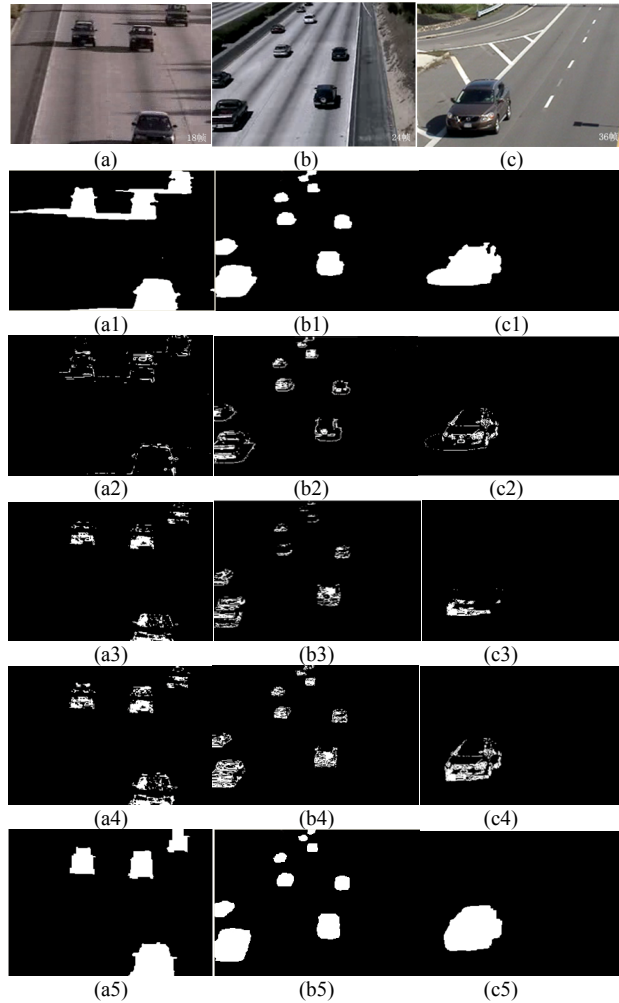 18帧 24帧 36帧
(a) (b) (c)
(a1) (b1) (c1)
(a2) (b2) (c2)
(a3) (b3) (c3)
(a4) (b4) (c4)
(a5) (b5) (c5)